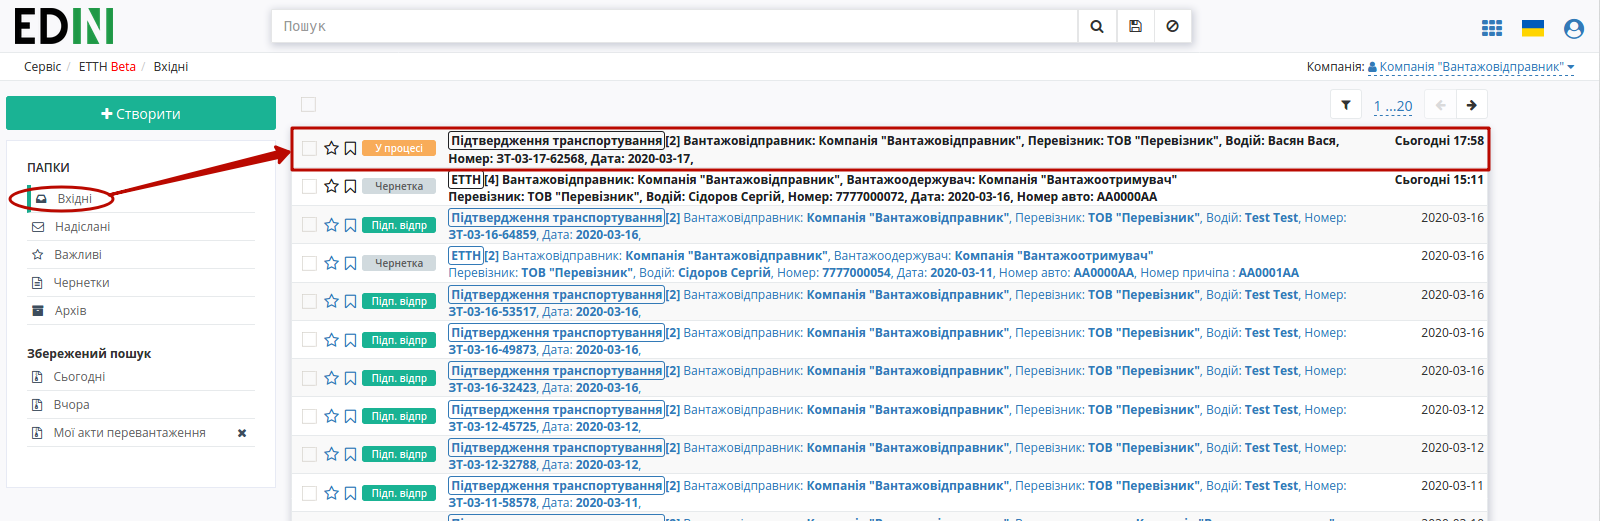 EDIN
Пошук
Сервіс / ЕТТН Beta / Вхідні
Компанія: Компанія "Вантажовідправник"
Створити
1 ...20
ПАПКИ
Вхідні
Надіслані
Важливі
Чернетки
Архів
Збережений пошук
Сьогодні
Вчора
Мої акти перевантаження
У процесі Підтвердження транспортування[2] Вантажовідправник: Компанія "Вантажовідправник", Перевізник: ТОВ "Перевізник", Водій: Васян Вася, Сьогодні 17:58
Номер: ЗТ-03-17-62568, Дата: 2020-03-17,
Чернетка ЕТТН[4] Вантажовідправник: Компанія "Вантажовідправник", Вантажоодержувач: Компанія "Вантажоотримувач" Сьогодні 15:11
Перевізник: ТОВ "Перевізник", Водій: Сідоров Сергій, Номер: 7777000072, Дата: 2020-03-16, Номер авто: АА0000АА
Підп. відпр Підтвердження транспортування[2] Вантажовідправник: Компанія "Вантажовідправник", Перевізник: ТОВ "Перевізник", Водій: Test Test, Номер: 2020-03-16
ЗТ-03-16-64859, Дата: 2020-03-16,
Чернетка ЕТТН[2] Вантажовідправник: Компанія "Вантажовідправник", Вантажоодержувач: Компанія "Вантажоотримувач" 2020-03-16
Перевізник: ТОВ "Перевізник", Водій: Сідоров Сергій, Номер: 7777000054, Дата: 2020-03-11, Номер авто: АА0000АА, Номер причіпа : АА0001АА
Підп. відпр Підтвердження транспортування[2] Вантажовідправник: Компанія "Вантажовідправник", Перевізник: ТОВ "Перевізник", Водій: Test Test, Номер: 2020-03-16
ЗТ-03-16-53517, Дата: 2020-03-16,
Підп. відпр Підтвердження транспортування[2] Вантажовідправник: Компанія "Вантажовідправник", Перевізник: ТОВ "Перевізник", Водій: Test Test, Номер: 2020-03-16
ЗТ-03-16-49873, Дата: 2020-03-16,
Підп. відпр Підтвердження транспортування[2] Вантажовідправник: Компанія "Вантажовідправник", Перевізник: ТОВ "Перевізник", Водій: Test Test, Номер: 2020-03-16
ЗТ-03-16-32423, Дата: 2020-03-16,
Підп. відпр Підтвердження транспортування[2] Вантажовідправник: Компанія "Вантажовідправник", Перевізник: ТОВ "Перевізник", Водій: Test Test, Номер: 2020-03-12
ЗТ-03-12-45725, Дата: 2020-03-12,
Підп. відпр Підтвердження транспортування[2] Вантажовідправник: Компанія "Вантажовідправник", Перевізник: ТОВ "Перевізник", Водій: Test Test, Номер: 2020-03-12
ЗТ-03-12-32788, Дата: 2020-03-12,
Підп. відпр Підтвердження транспортування[2] Вантажовідправник: Компанія "Вантажовідправник", Перевізник: ТОВ "Перевізник", Водій: Test Test, Номер: 2020-03-11
ЗТ-03-11-58578, Дата: 2020-03-11,